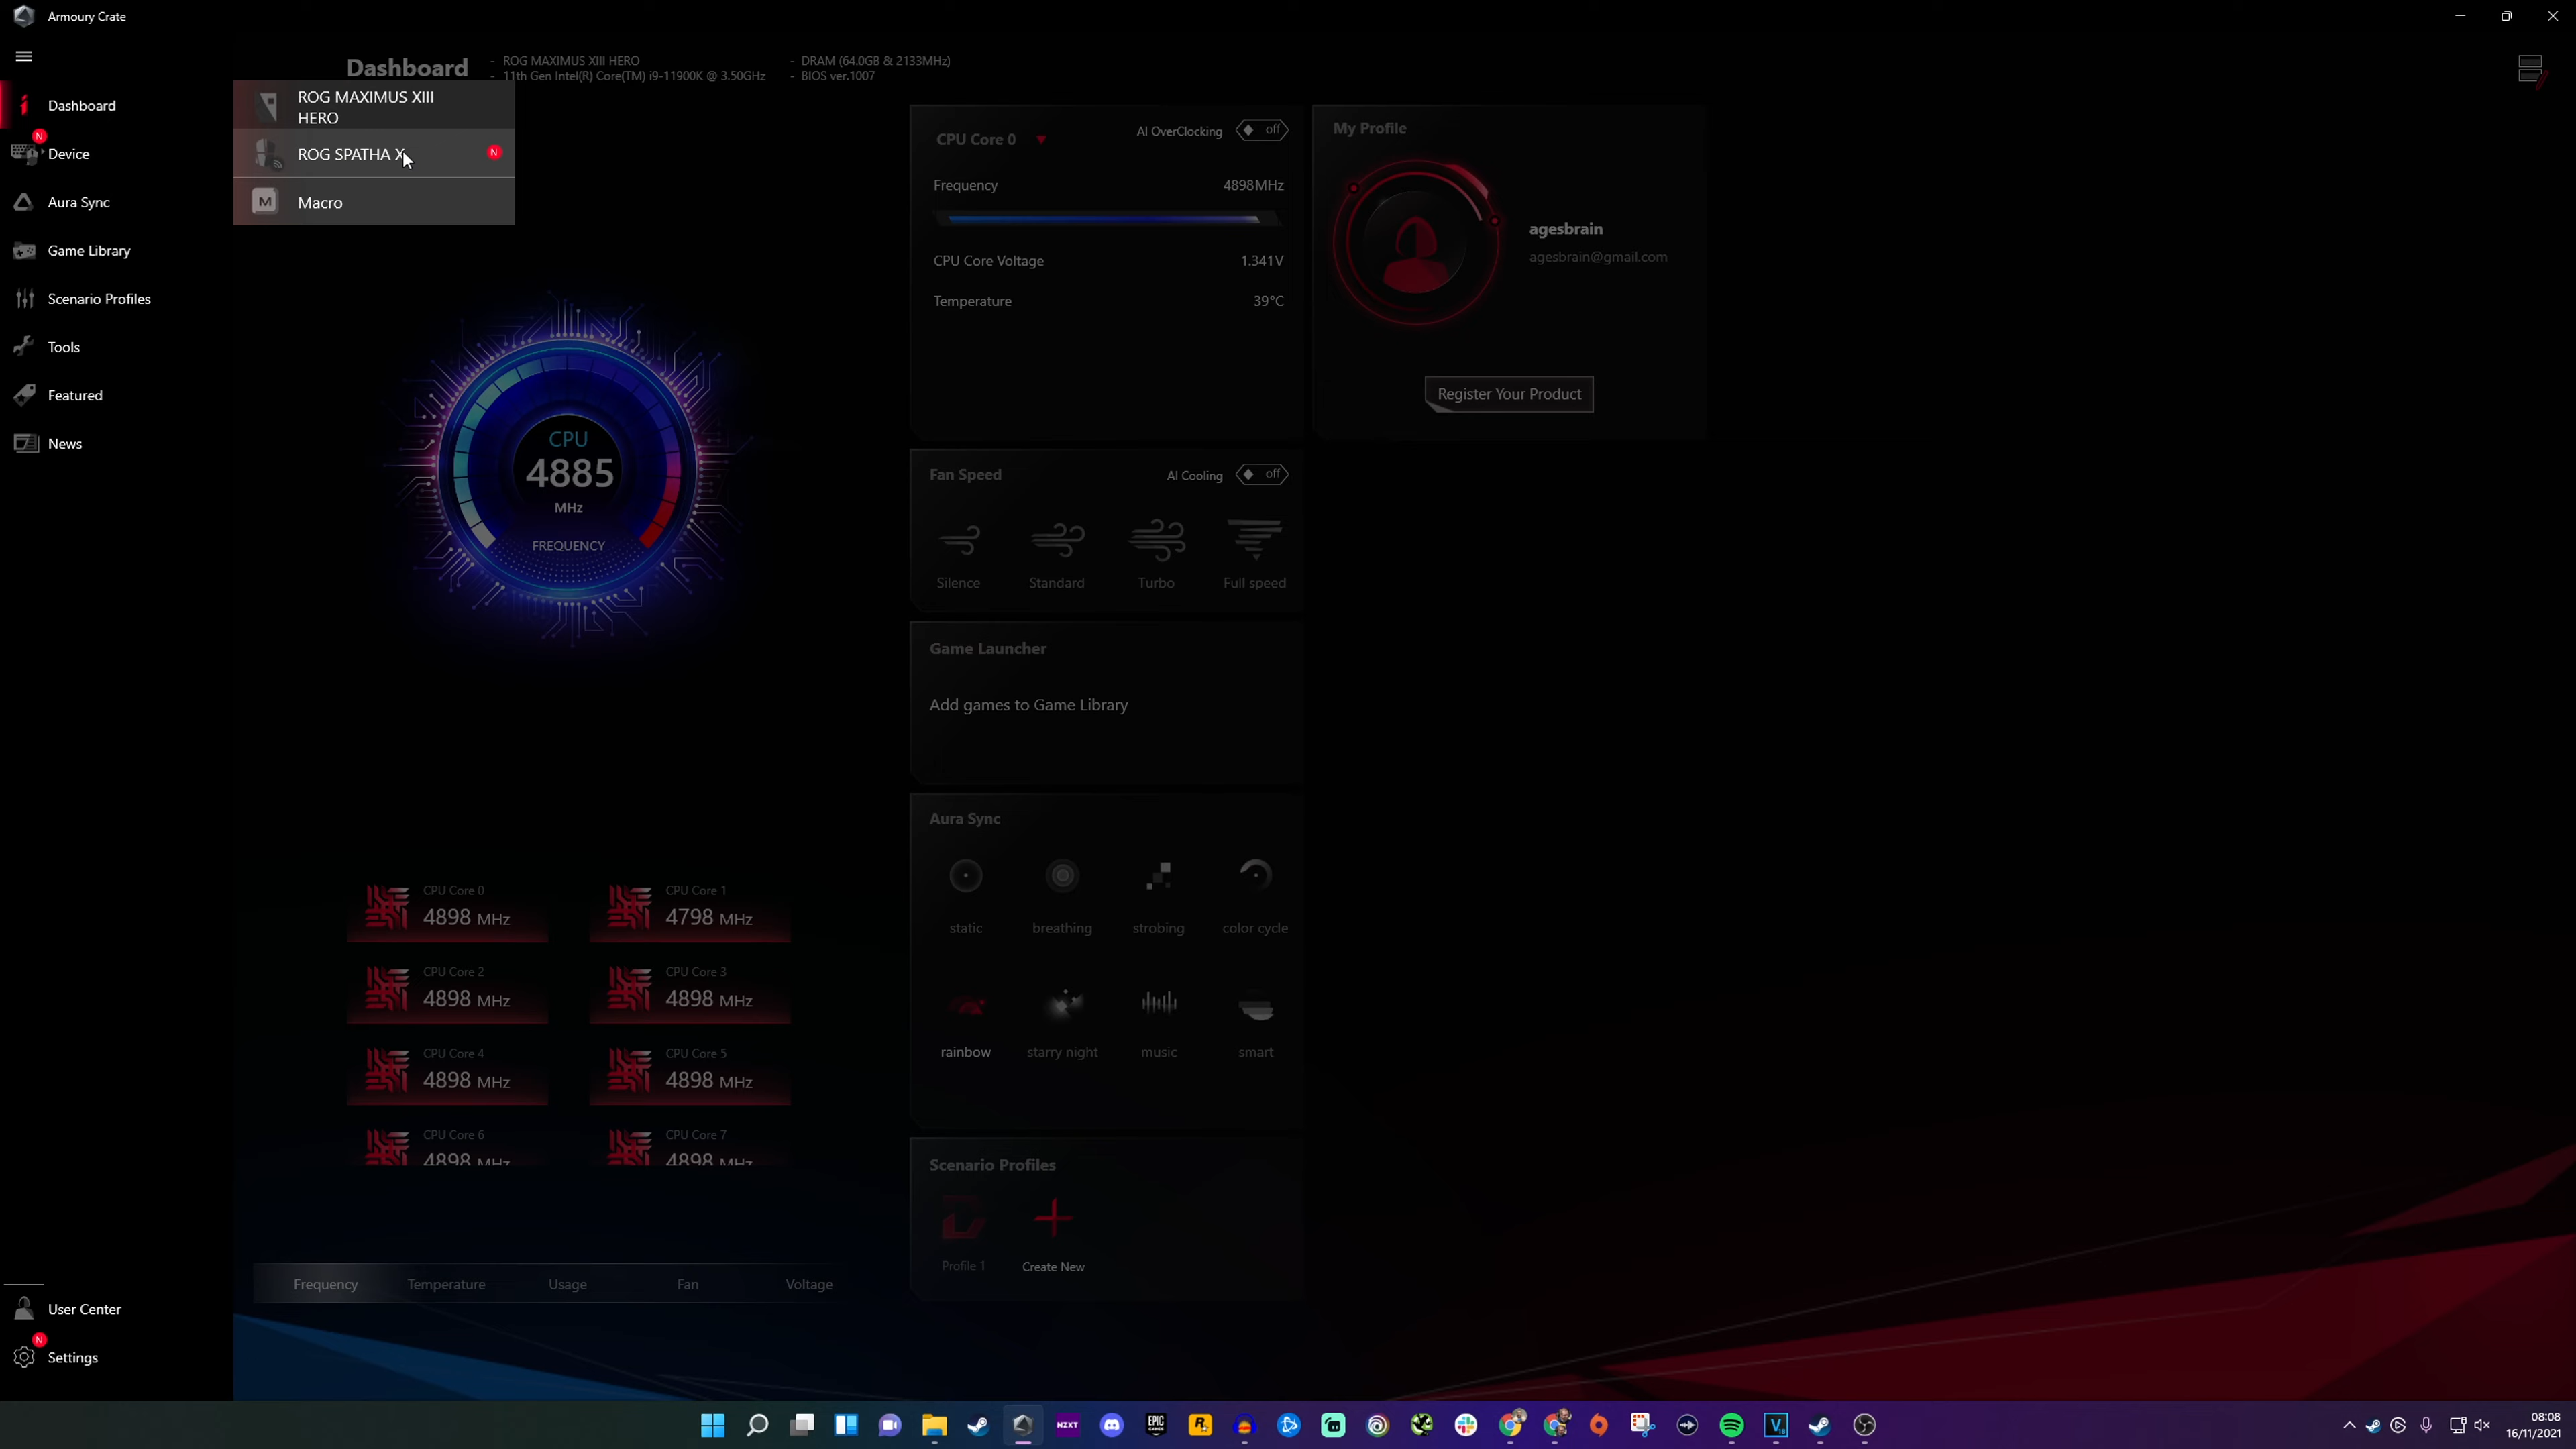 Armoury Crate
Dashboard
- ROG MAXIMUS XIII HERO
- 11th Gen Intel(R) Core(TM) i9-11900K @ 3.50GHz
- DRAM (64.0GB & 2133MHz)
- BIOS ver.1007
Dashboard
N
Device
Aura Sync
Game Library
Scenario Profiles
Tools
Featured
News
ROG MAXIMUS XIII
HERO
ROG SPATHA X
N
M
Macro
CPU
4885
MHz
FREQUENCY
CPU Core 0
4898 MHz
CPU Core 1
4798 MHz
CPU Core 2
4898 MHz
CPU Core 3
4898 MHz
CPU Core 4
4898 MHz
CPU Core 5
4898 MHz
CPU Core 6
4898 MHz
CPU Core 7
4898 MHz
Frequency
Temperature
Usage
Fan
Voltage
CPU Core 0
AI OverClocking
off
Frequency
4898MHz
CPU Core Voltage
1.341V
Temperature
39°C
Fan Speed
AI Cooling
off
Silence
Standard
Turbo
Full speed
Game Launcher
Add games to Game Library
Aura Sync
static
breathing
strobing
color cycle
rainbow
starry night
music
smart
Scenario Profiles
Profile 1
Create New
My Profile
agesbrain
agesbrain@gmail.com
Register Your Product
User Center
N
Settings
NZXT
EPIC
GAMES
R
V
08:08
16/11/2021